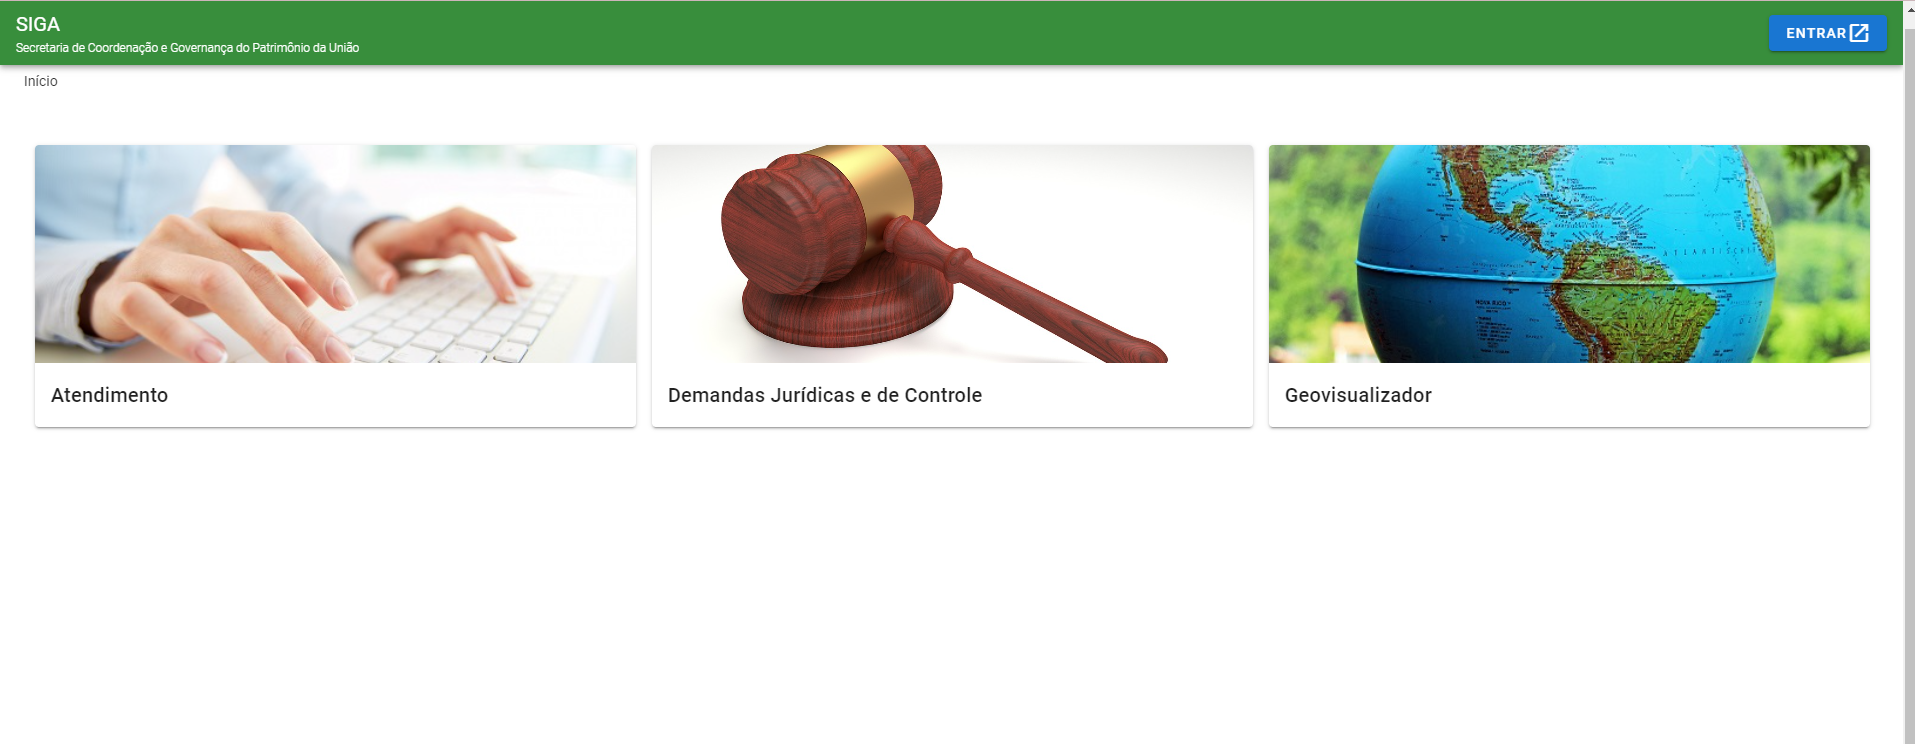 SIGA
Secretaria de Coordenação e Governança do Patrimônio da União
ENTRAR
Início
Atendimento
Demandas Jurídicas e de Controle
Geovisualizador